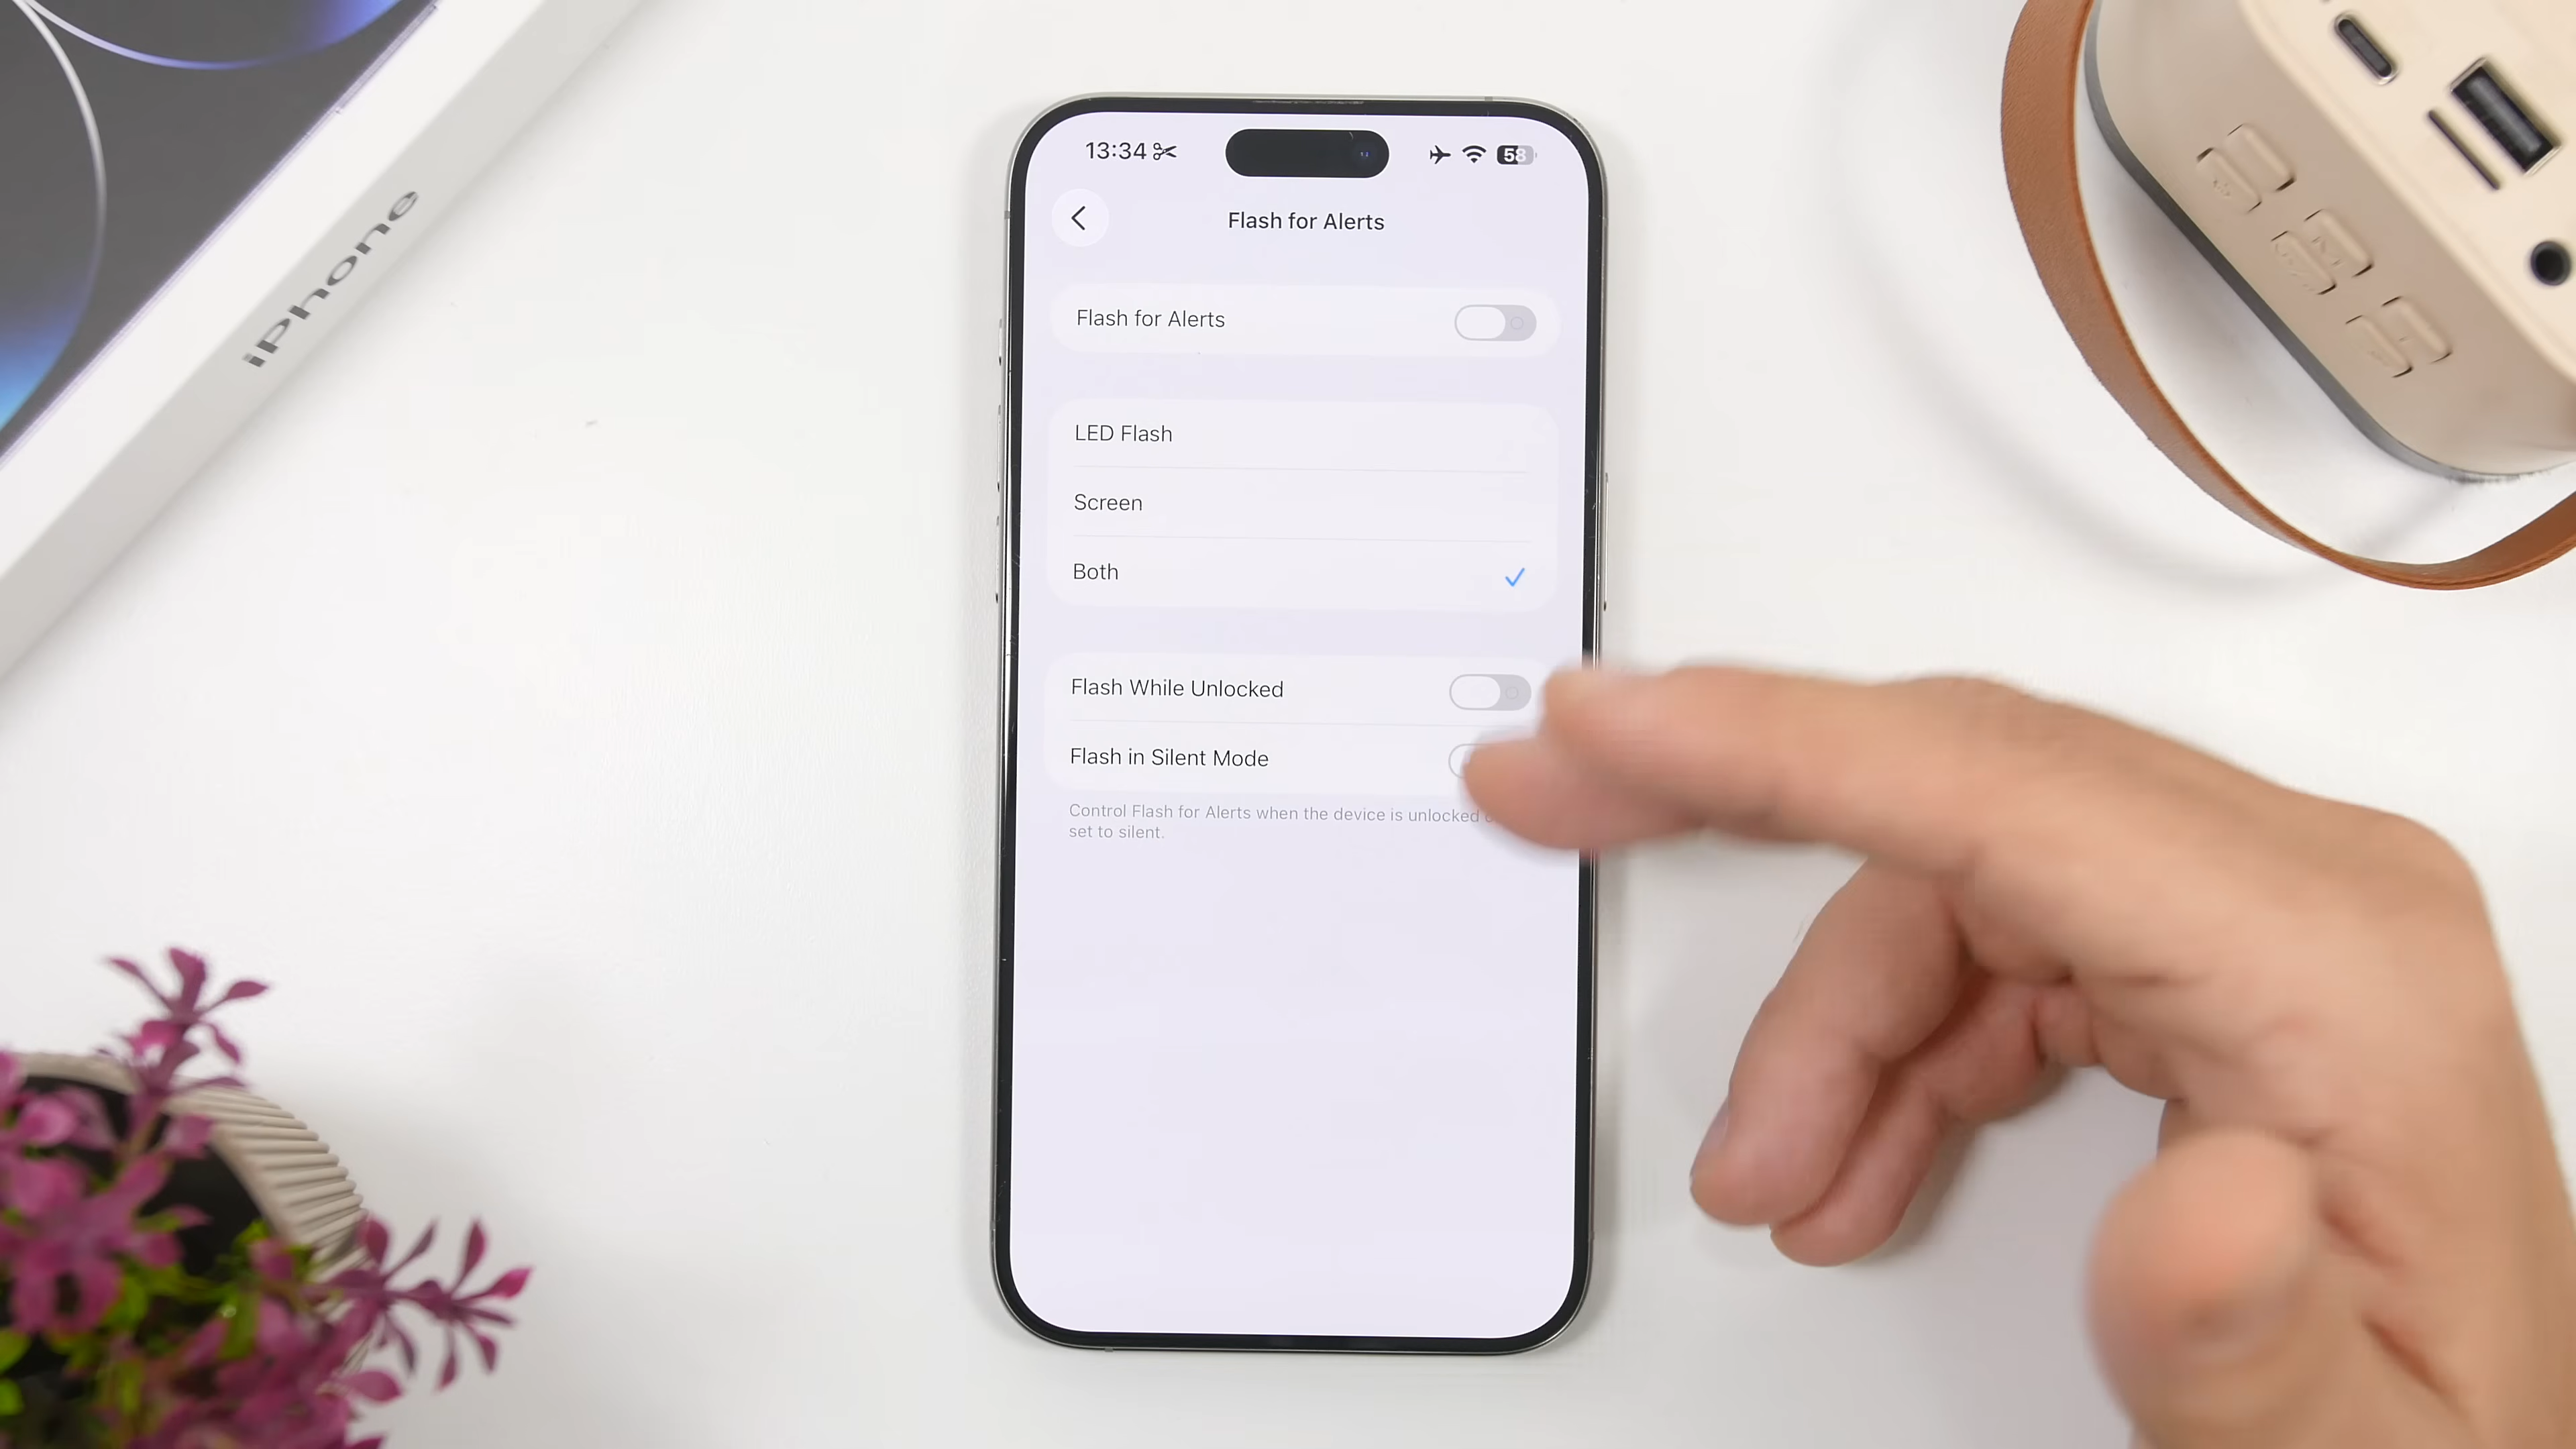 iPhone
13:34
58
Flash for Alerts
Flash for Alerts
LED Flash
Screen
Both
Flash While Unlocked
Flash in Silent Mode
Control Flash for Alerts when the device is unlocked
set to silent.